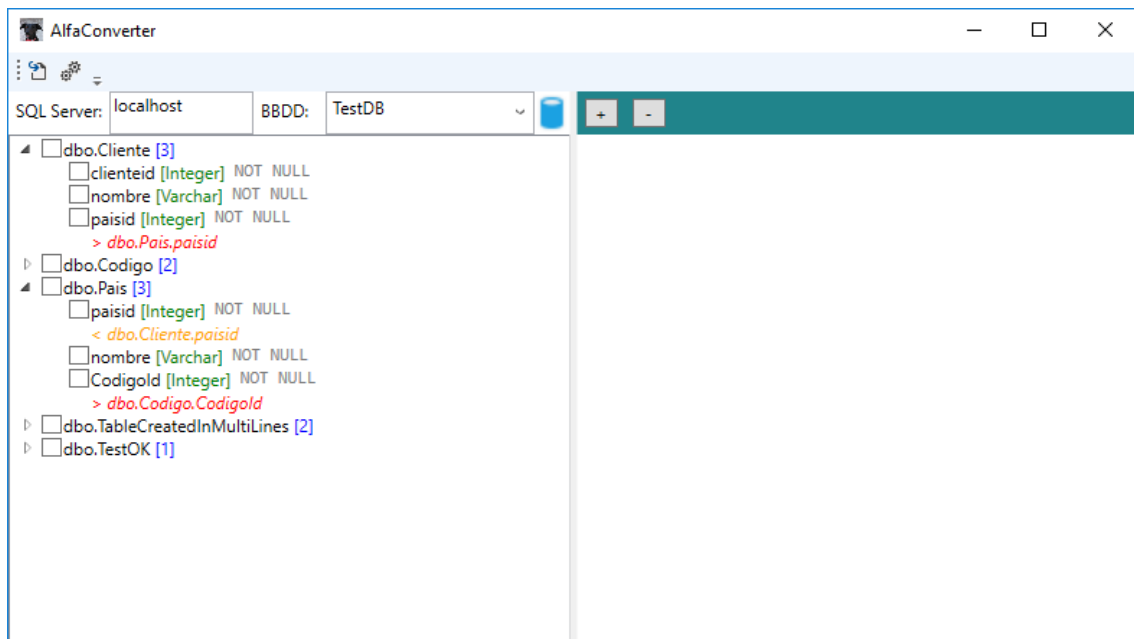 AlfaConverter
SQL Server: localhost BBDD: TestDB + -
dbo.Cliente [3]
clienteid [Integer] NOT NULL
nombre [Varchar] NOT NULL
paisid [Integer] NOT NULL
> dbo.Pais.paisid
dbo.Codigo [2]
dbo.Pais [3]
paisid [Integer] NOT NULL
< dbo.Cliente.paisid
nombre [Varchar] NOT NULL
CodigoId [Integer] NOT NULL
> dbo.Codigo.CodigoId
dbo.TableCreatedInMultiLines [2]
dbo.TestOK [1]